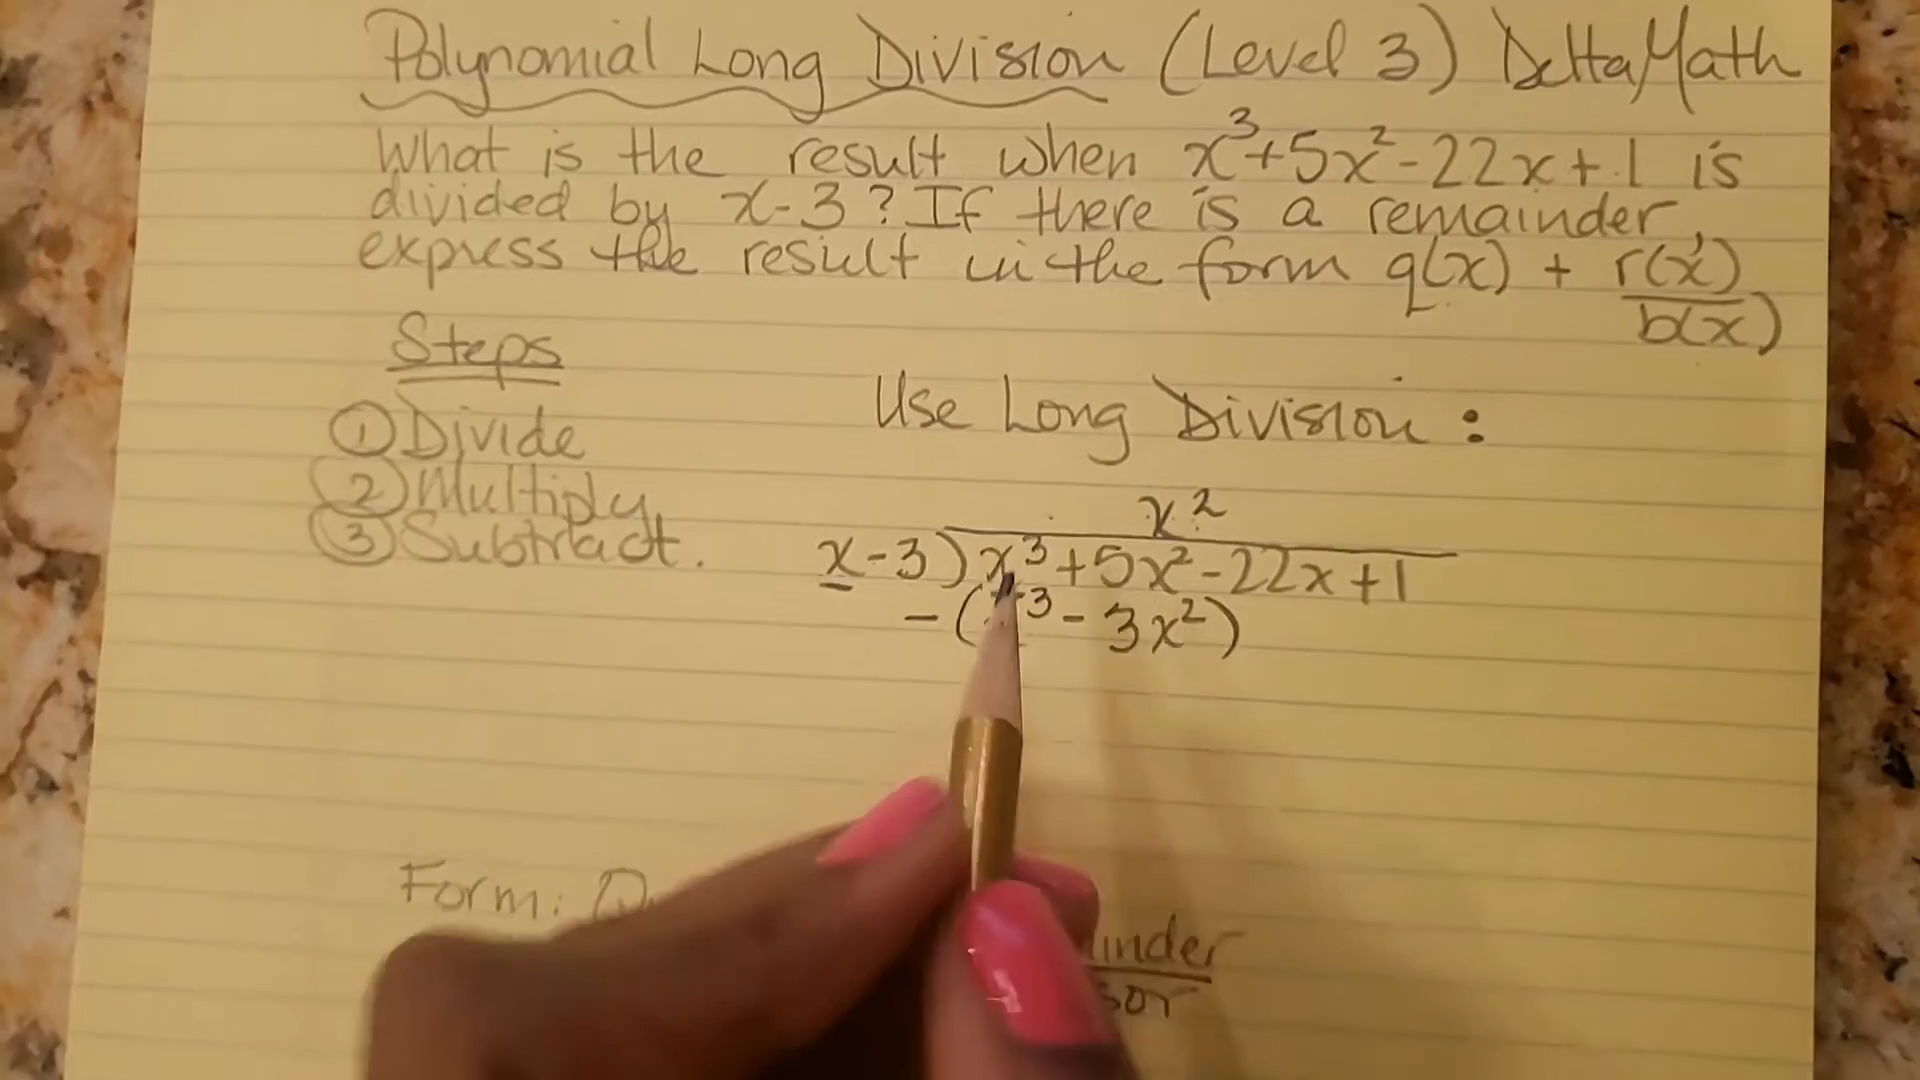 Polynomial Long Division (Level 3) DeltaMath
What is the result when x³+5x²-22x+1 is
divided by x-3? If there is a remainder,
express the result in the form q(x) + r(x)
b(x)
Steps
① Divide
② Multiply
③ Subtract.
Use Long Division:
x²
x-3)x³+5x²-22x+1
-( ³-3x²)
Form: